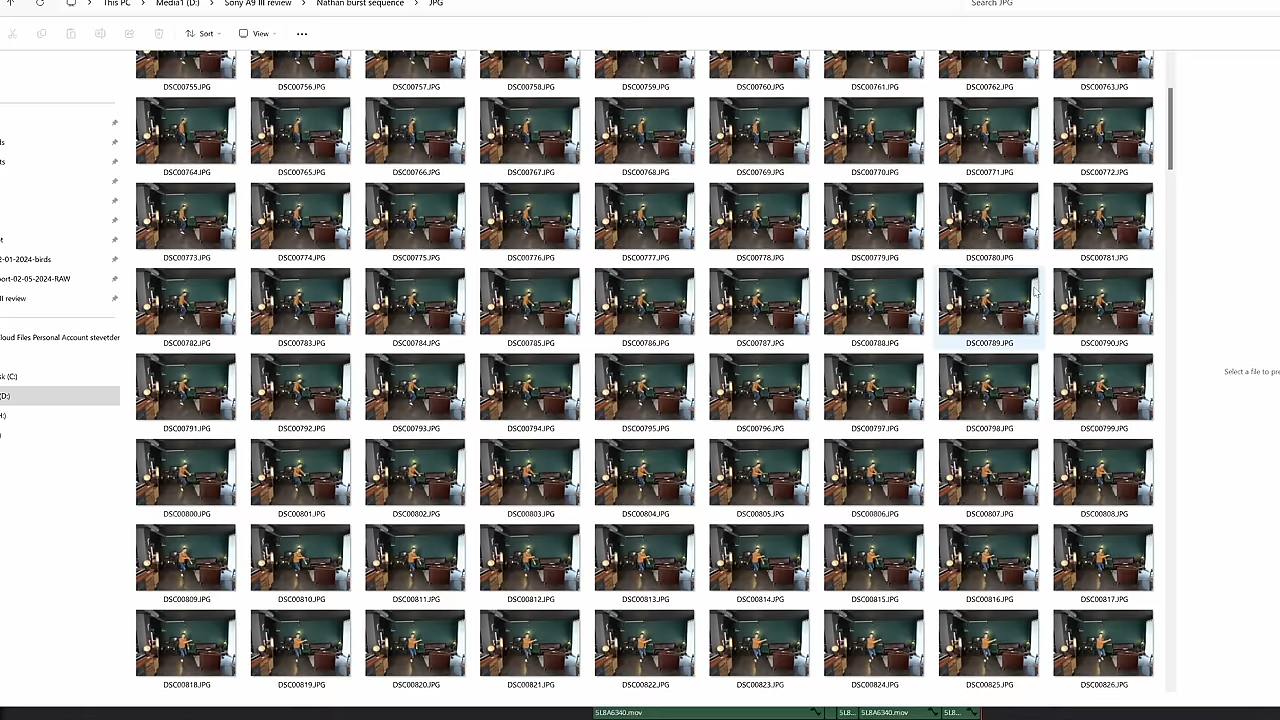 This PC > Media1 (D:) > Sony A9 III review > Nathan burst sequence > JPG
Search JPG
Sort
View
DSC00755.JPG DSC00756.JPG DSC00757.JPG DSC00758.JPG DSC00759.JPG DSC00760.JPG DSC00761.JPG DSC00762.JPG DSC00763.JPG
DSC00764.JPG DSC00765.JPG DSC00766.JPG DSC00767.JPG DSC00768.JPG DSC00769.JPG DSC00770.JPG DSC00771.JPG DSC00772.JPG
DSC00773.JPG DSC00774.JPG DSC00775.JPG DSC00776.JPG DSC00777.JPG DSC00778.JPG DSC00779.JPG DSC00780.JPG DSC00781.JPG
DSC00782.JPG DSC00783.JPG DSC00784.JPG DSC00785.JPG DSC00786.JPG DSC00787.JPG DSC00788.JPG DSC00789.JPG DSC00790.JPG
DSC00791.JPG DSC00792.JPG DSC00793.JPG DSC00794.JPG DSC00795.JPG DSC00796.JPG DSC00797.JPG DSC00798.JPG DSC00799.JPG
DSC00800.JPG DSC00801.JPG DSC00802.JPG DSC00803.JPG DSC00804.JPG DSC00805.JPG DSC00806.JPG DSC00807.JPG DSC00808.JPG
DSC00809.JPG DSC00810.JPG DSC00811.JPG DSC00812.JPG DSC00813.JPG DSC00814.JPG DSC00815.JPG DSC00816.JPG DSC00817.JPG
DSC00818.JPG DSC00819.JPG DSC00820.JPG DSC00821.JPG DSC00822.JPG DSC00823.JPG DSC00824.JPG DSC00825.JPG DSC00826.JPG
2-01-2024-birds
port-02-05-2024-RAW
II review
loud Files Personal Account stevetder
sk (C:)
(D:)
H:)
Select a file to pre
5L8A6340.mov 5L8... 5L8A6340.mov 5L8...